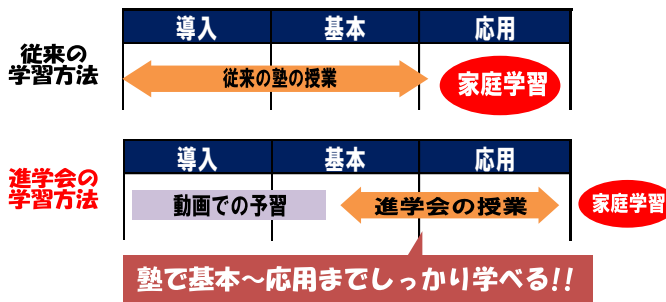 導入 基本 応用
従来の
学習方法
従来の塾の授業
家庭学習
導入 基本 応用
進学会の
学習方法
動画での予習
進学会の授業
家庭学習
塾で基本～応用までしっかり学べる!!